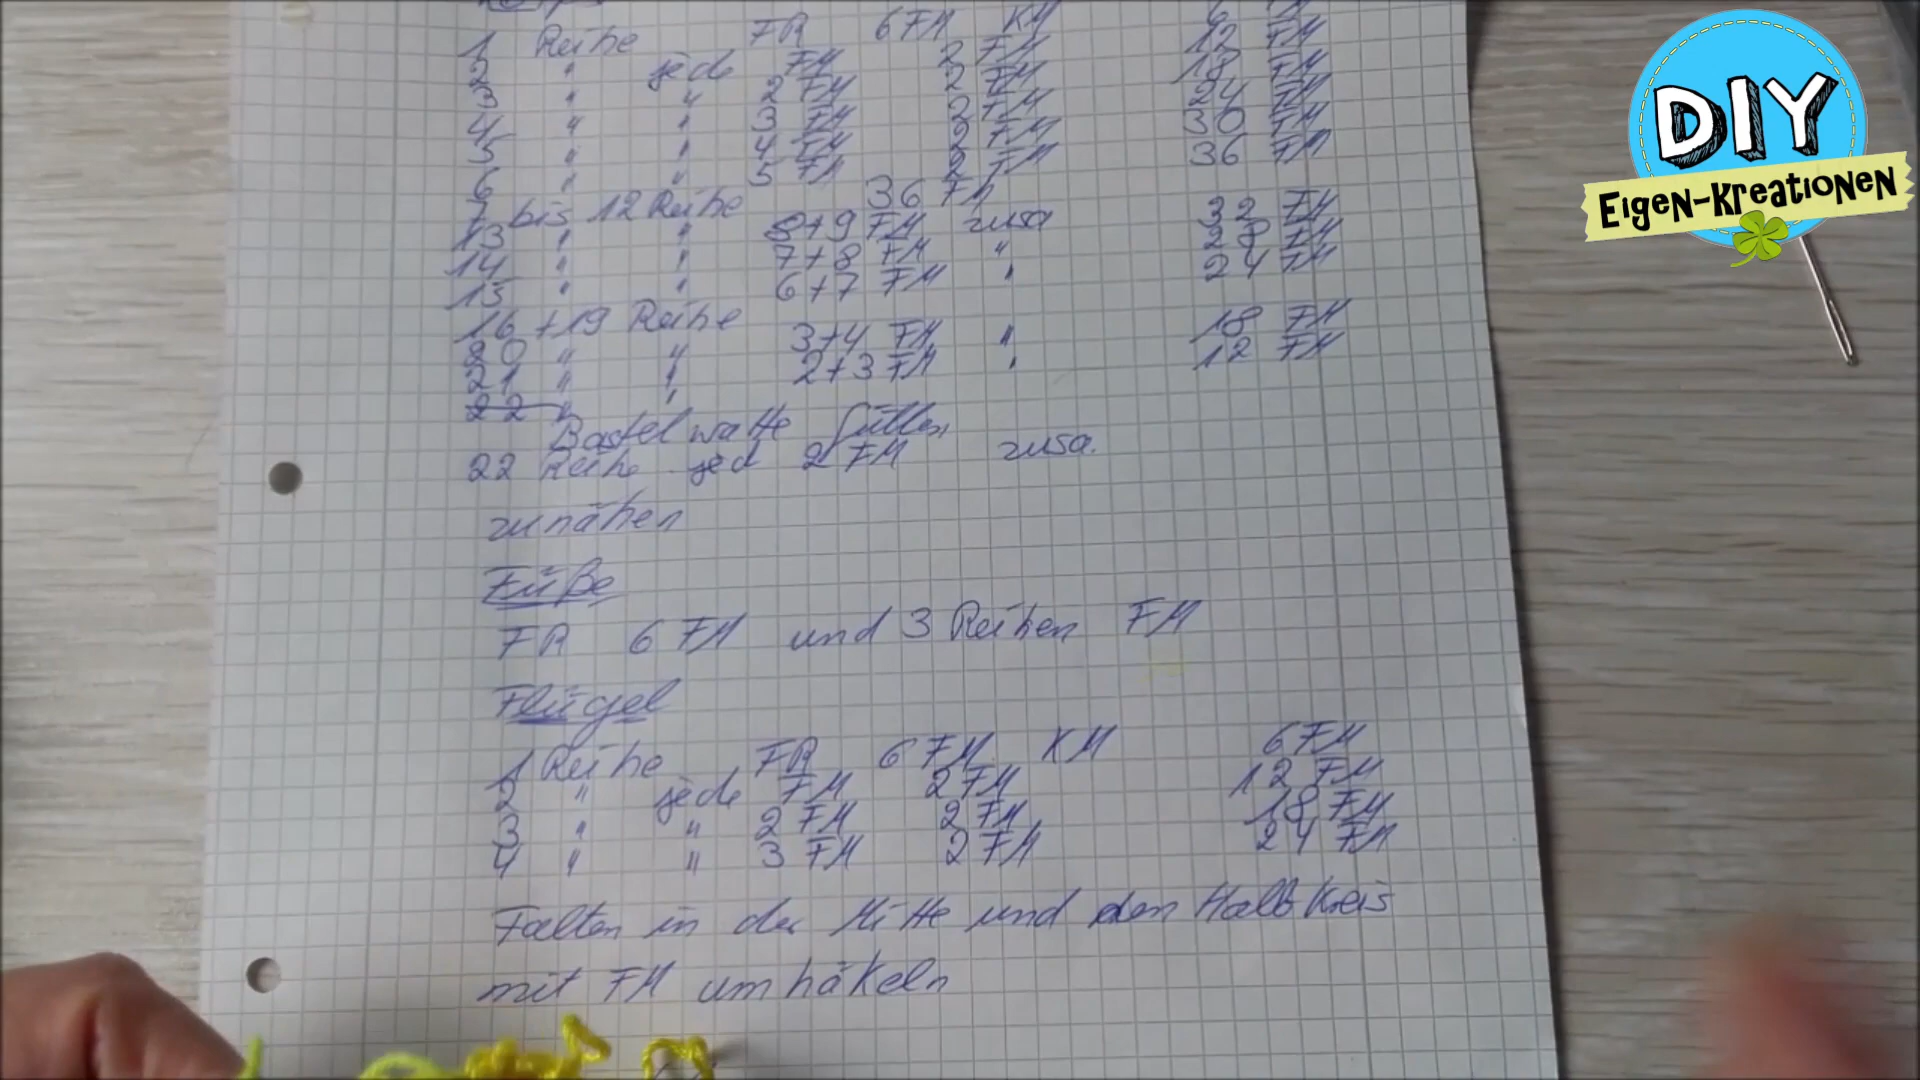 1 Reihe FR 6 FM KM 6 FM
2 " jede FM 2 FM 12 FM
3 " " 2 FM 2 FM 18 FM
4 " " 3 FM 2 FM 24 FM
5 " " 4 FM 2 FM 30 FM
6 " " 5 FM 2 FM 36 FM
7 bis 12 Reihe 36 FM
13 " " 8+9 FM zusa 32 FM
14 " " 7+8 FM " 28 FM
15 " " 6+7 FM " 24 FM
16 + 19 Reihe
20 " " 3+4 FM " 18 FM
21 " " 2+3 FM " 12 FM
22 "
Bastelwatte füllen
22 Reihe jed 2 FM zusa.
zunähen
Füße
FR 6 FM und 3 Reihen FM
Flügel
1 Reihe FR 6 FM KM 6 FM
2 " jede FM 2 FM 12 FM
3 " " 2 FM 2 FM 18 FM
4 " " 3 FM 2 FM 24 FM
Falten in der Mitte und den Halbkreis
mit FM umhäkeln
DIY
Eigen-Kreationen